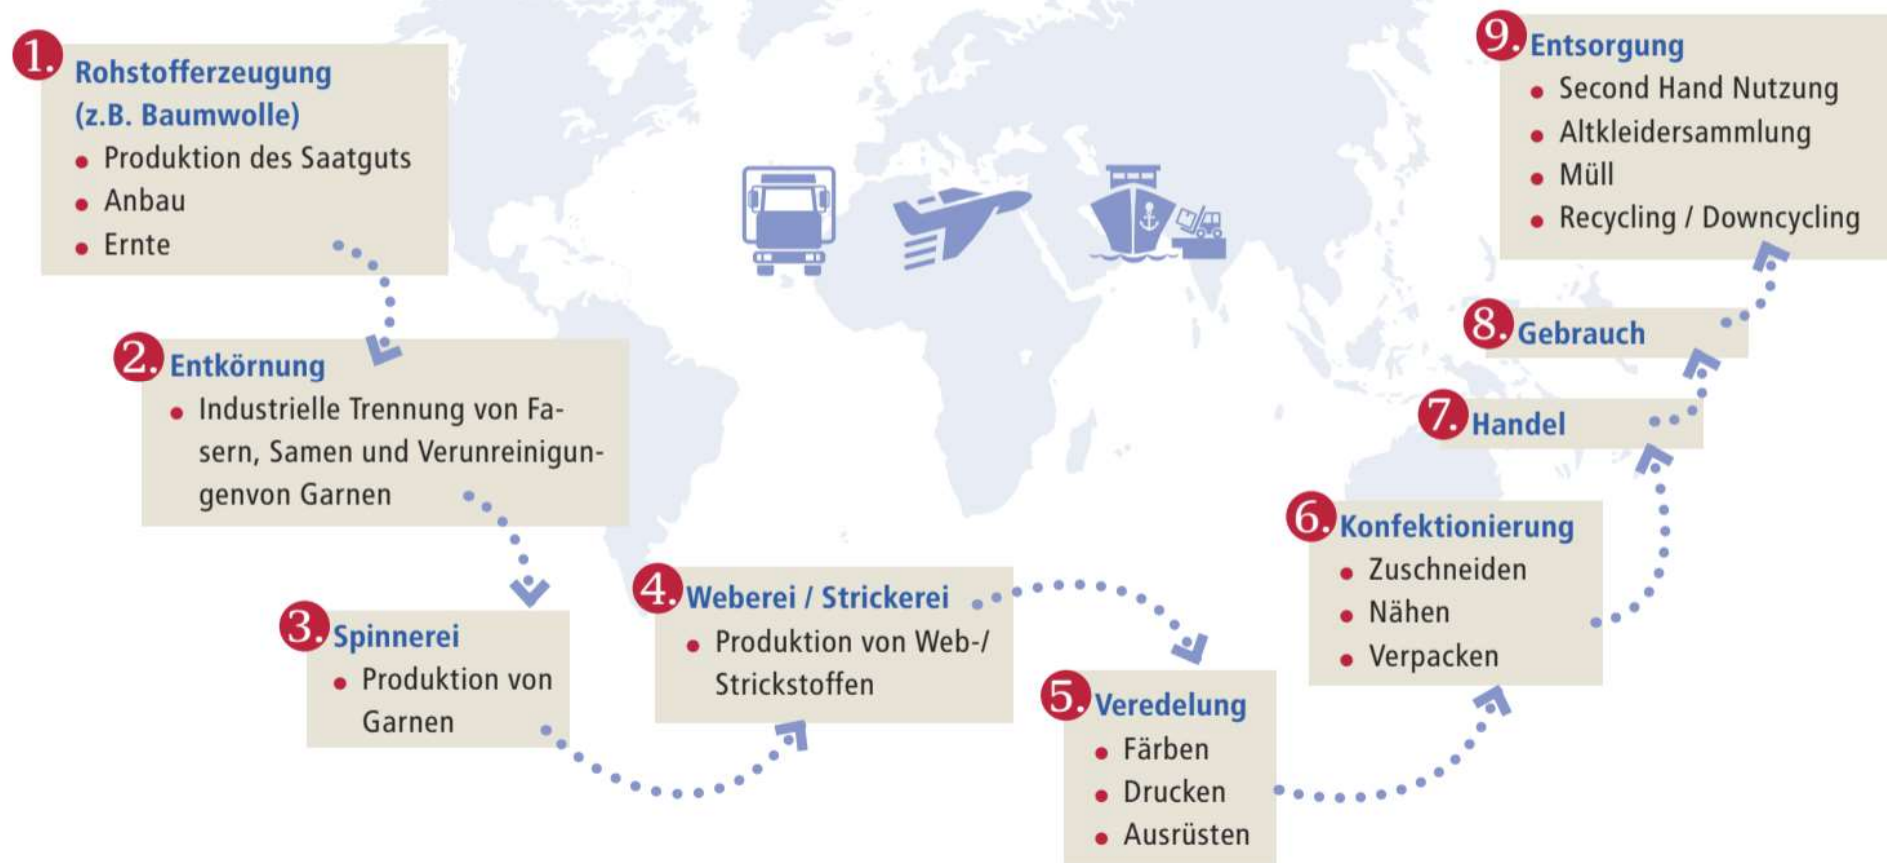 1. Rohstofferzeugung
(z.B. Baumwolle)
• Produktion des Saatguts
• Anbau
• Ernte
2. Entkörnung
• Industrielle Trennung von Fa-
sern, Samen und Verunreinigun-
genvon Garnen
3. Spinnerei
• Produktion von
Garnen
4. Weberei / Strickerei
• Produktion von Web-/
Strickstoffen
5. Veredelung
• Färben
• Drucken
• Ausrüsten
6. Konfektionierung
• Zuschneiden
• Nähen
• Verpacken
7. Handel
8. Gebrauch
9. Entsorgung
• Second Hand Nutzung
• Altkleidersammlung
• Müll
• Recycling / Downcycling